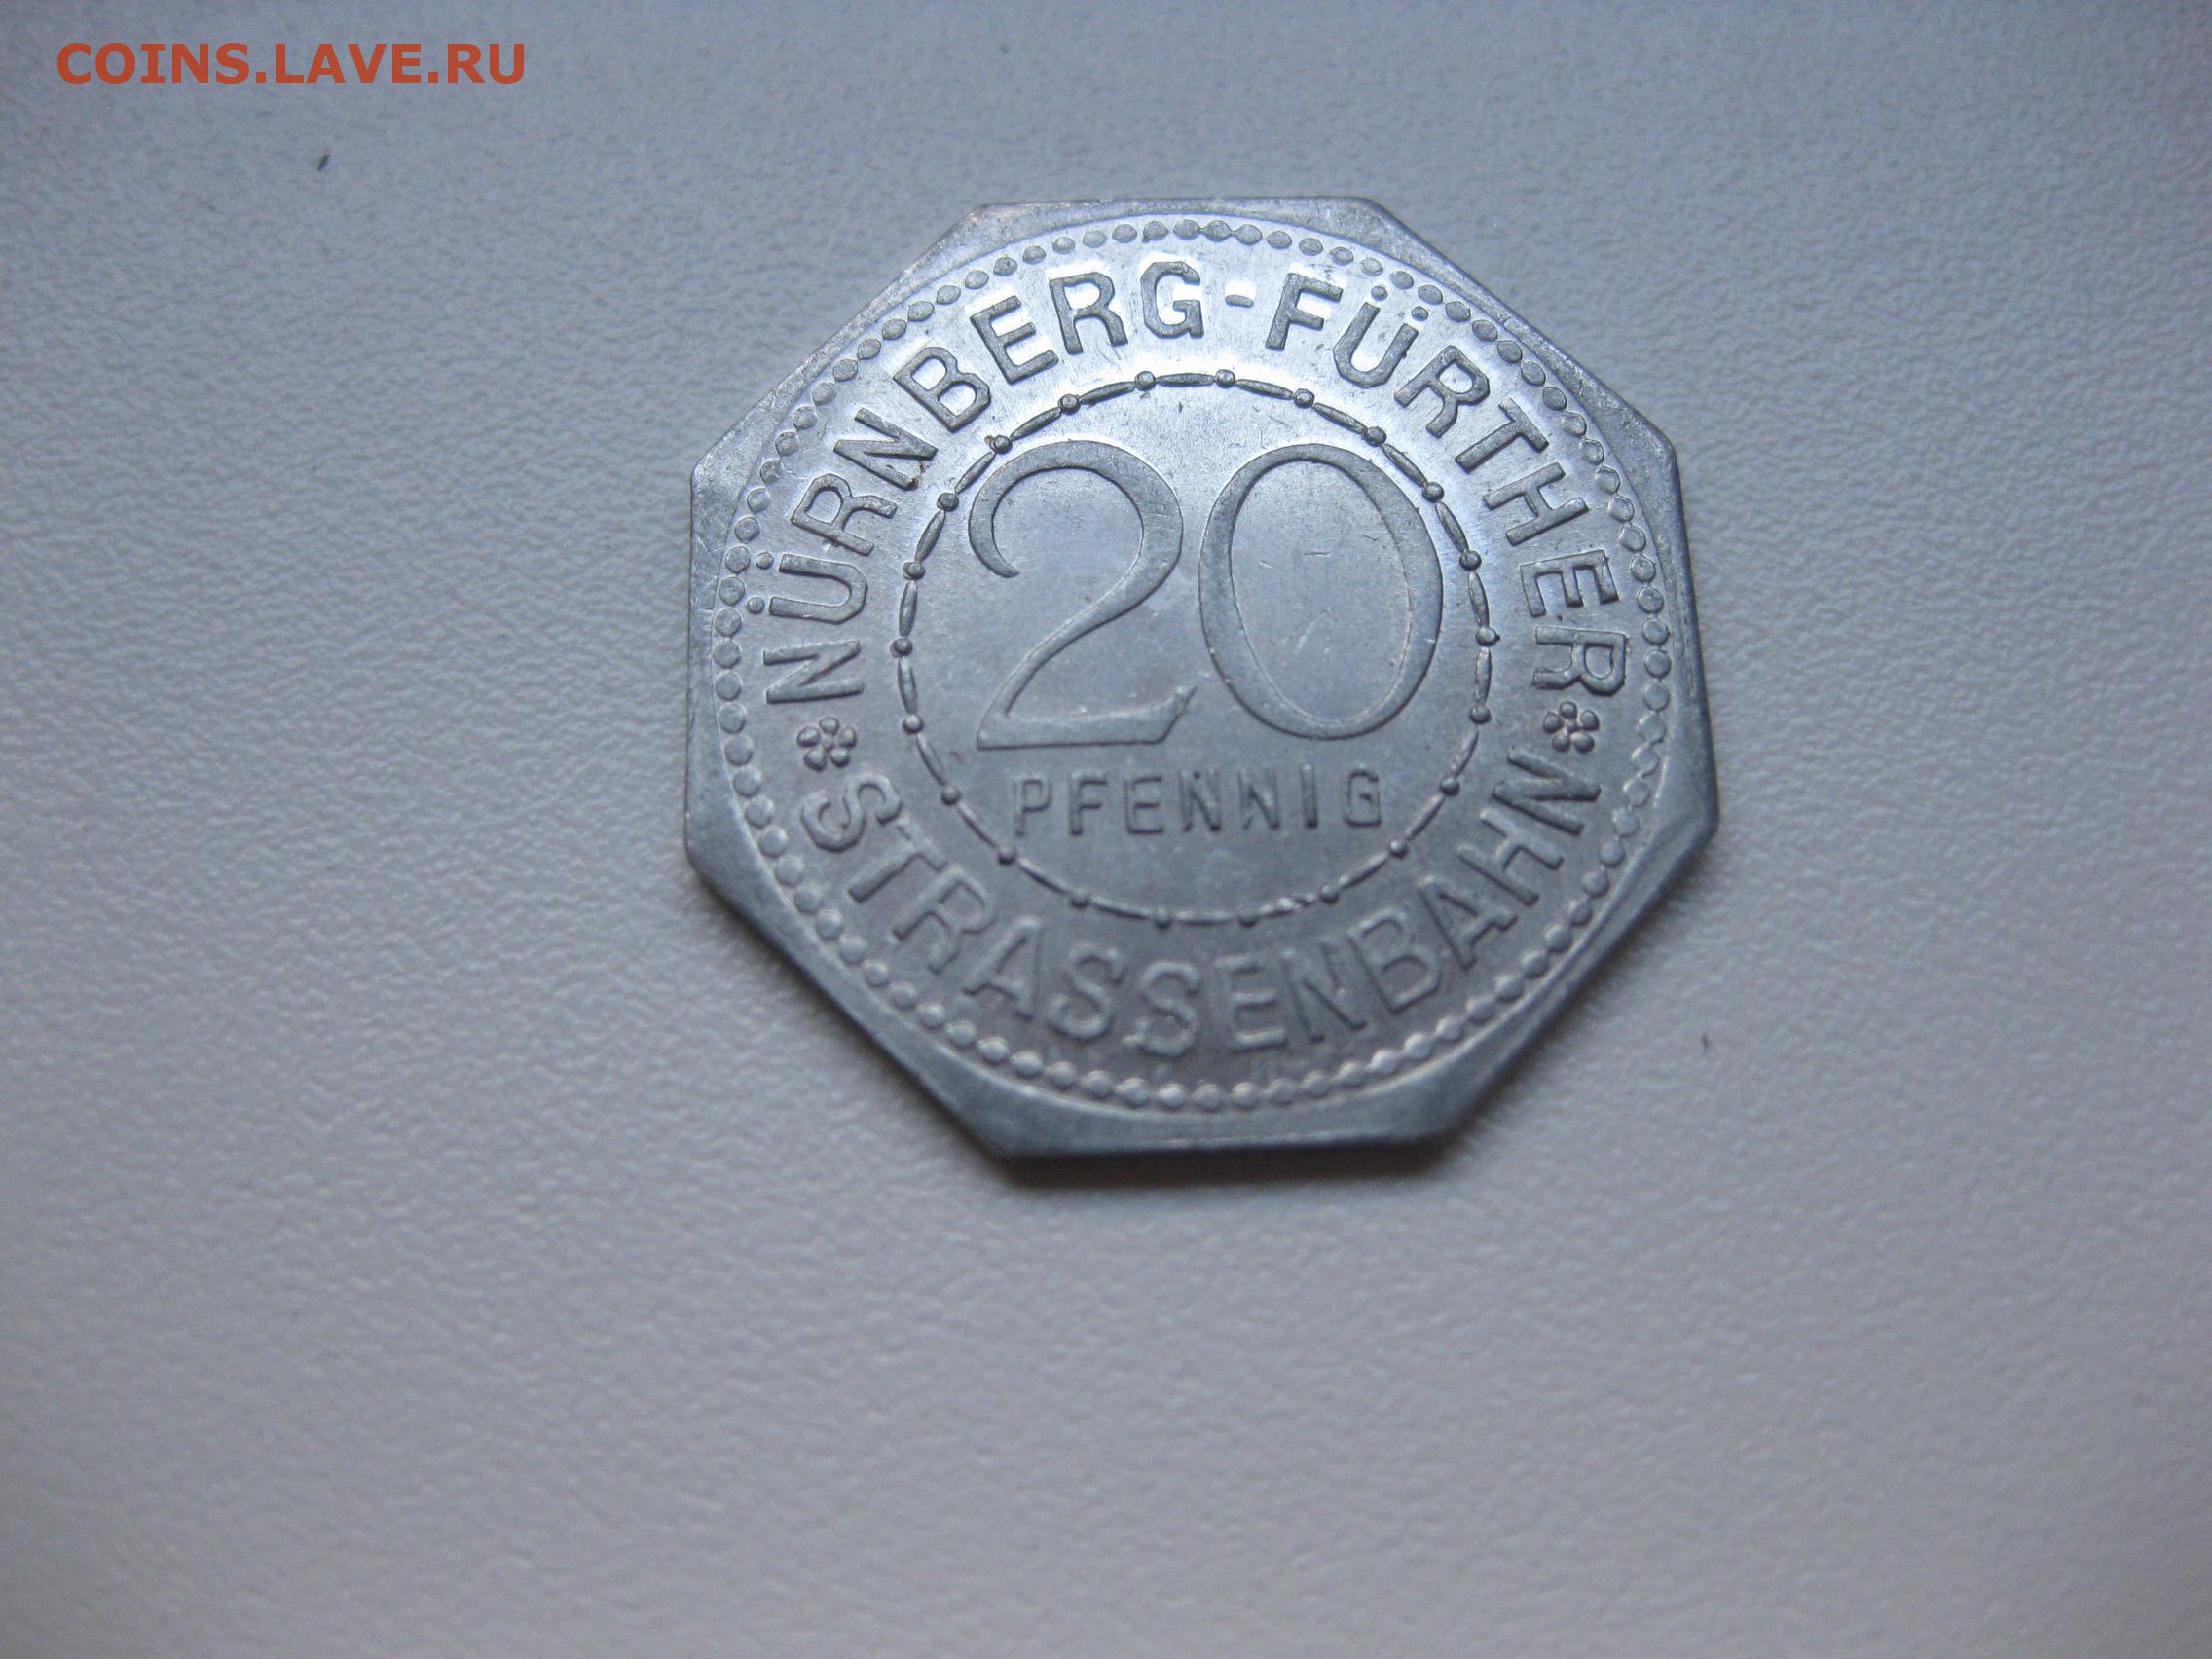 COINS.LAVE.RU
NÜRNBERG-FÜRTHER
20
PFENNIG
STRASSENBAHN